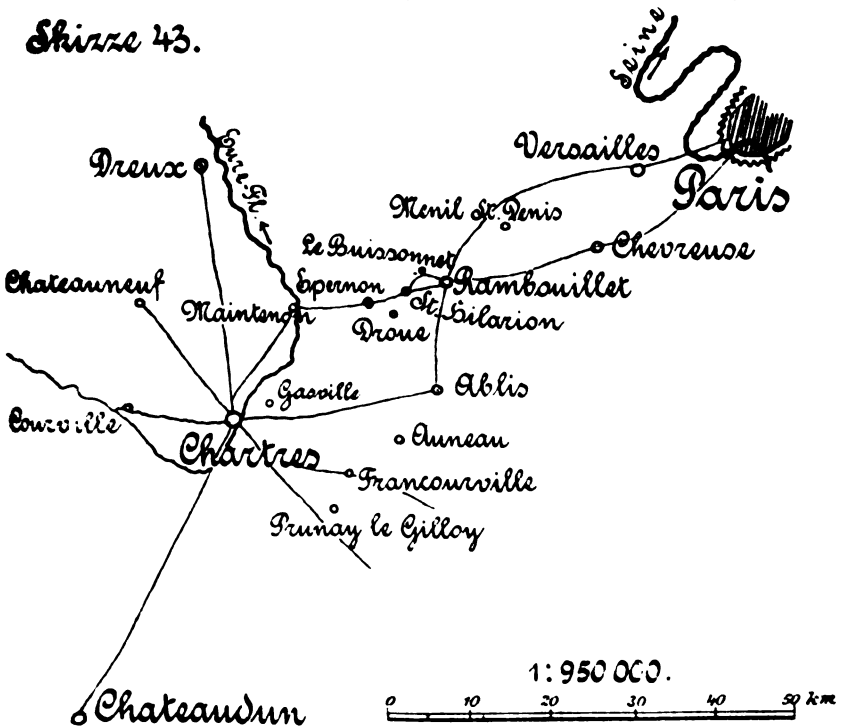 Skizze 43.
Seine
Eure-Fl.
Dreux
Versailles
Paris
Menil St. Denis
Le Buissonnet
Chevreuse
Chateauneuf
Epernon
Rambouillet
Maintenon
St. Hilarion
Droue
Gasville
Ablis
Courville
Chartres
Auneau
Francourville
Prunay le Gilloy
1:950 000.
Chateaudun
0 10 20 30 40 50 km